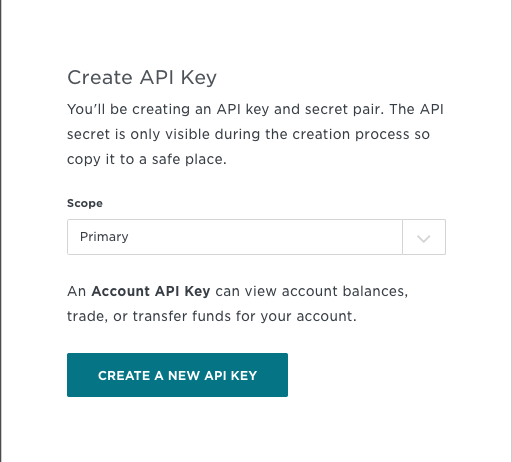 Create API Key
You'll be creating an API key and secret pair. The API
secret is only visible during the creation process so
copy it to a safe place.
Scope
Primary
An Account API Key can view account balances,
trade, or transfer funds for your account.
CREATE A NEW API KEY